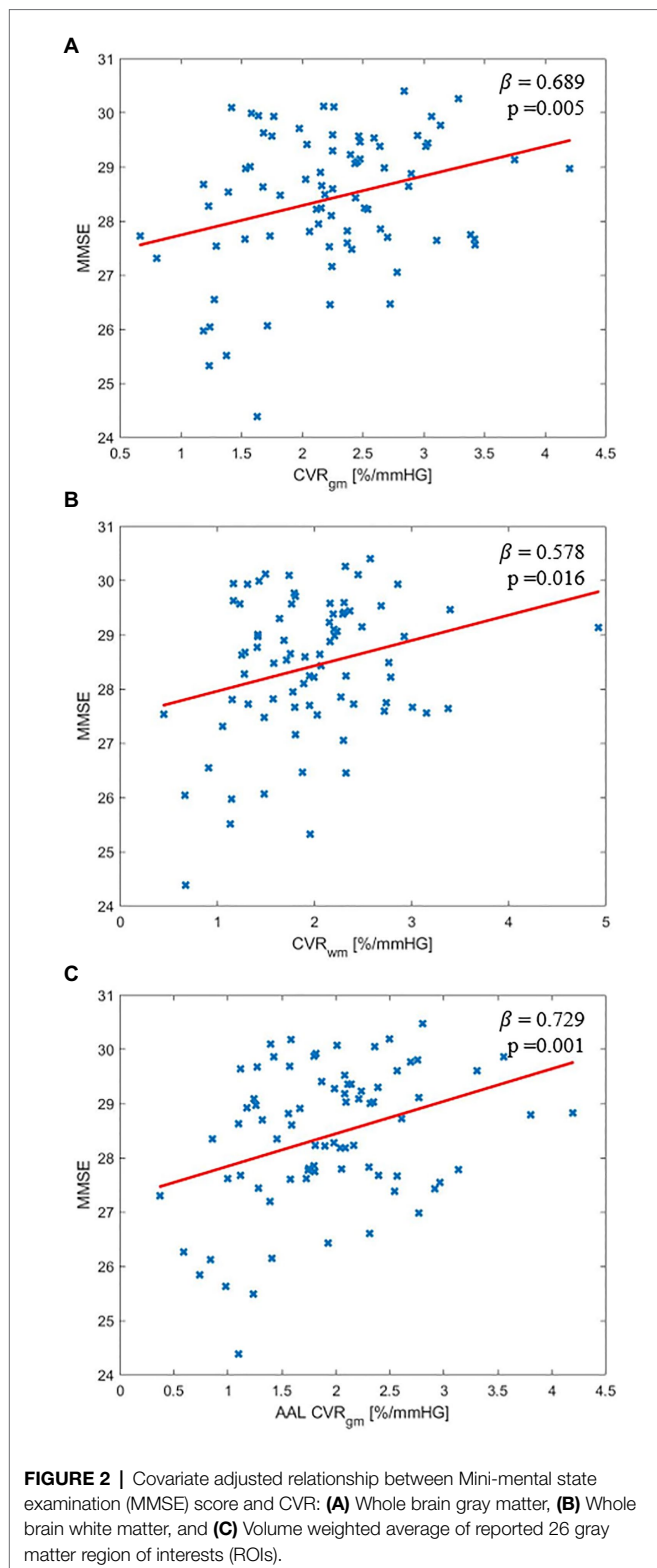 A
31
30
29
28
27
26
25
24
MMSE
β = 0.689
p=0.005
0.5 1 1.5 2 2.5 3 3.5 4 4.5
CVRgm [%/mmHG]
B
31
30
29
28
27
26
25
24
MMSE
β = 0.578
p=0.016
0 1 2 3 4 5
CVRwm [%/mmHG]
C
31
30
29
28
27
26
25
24
MMSE
β = 0.729
p=0.001
0 0.5 1 1.5 2 2.5 3 3.5 4 4.5
AAL CVRgm [%/mmHG]
FIGURE 2 | Covariate adjusted relationship between Mini-mental state
examination (MMSE) score and CVR: (A) Whole brain gray matter, (B) Whole
brain white matter, and (C) Volume weighted average of reported 26 gray
matter region of interests (ROIs).